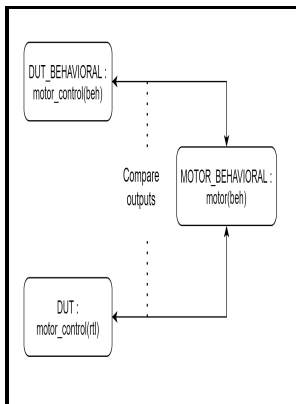 DUT_BEHAVIORAL :
motor_control(beh)
Compare
outputs
MOTOR_BEHAVIORAL :
motor(beh)
DUT :
motor_control(rtl)